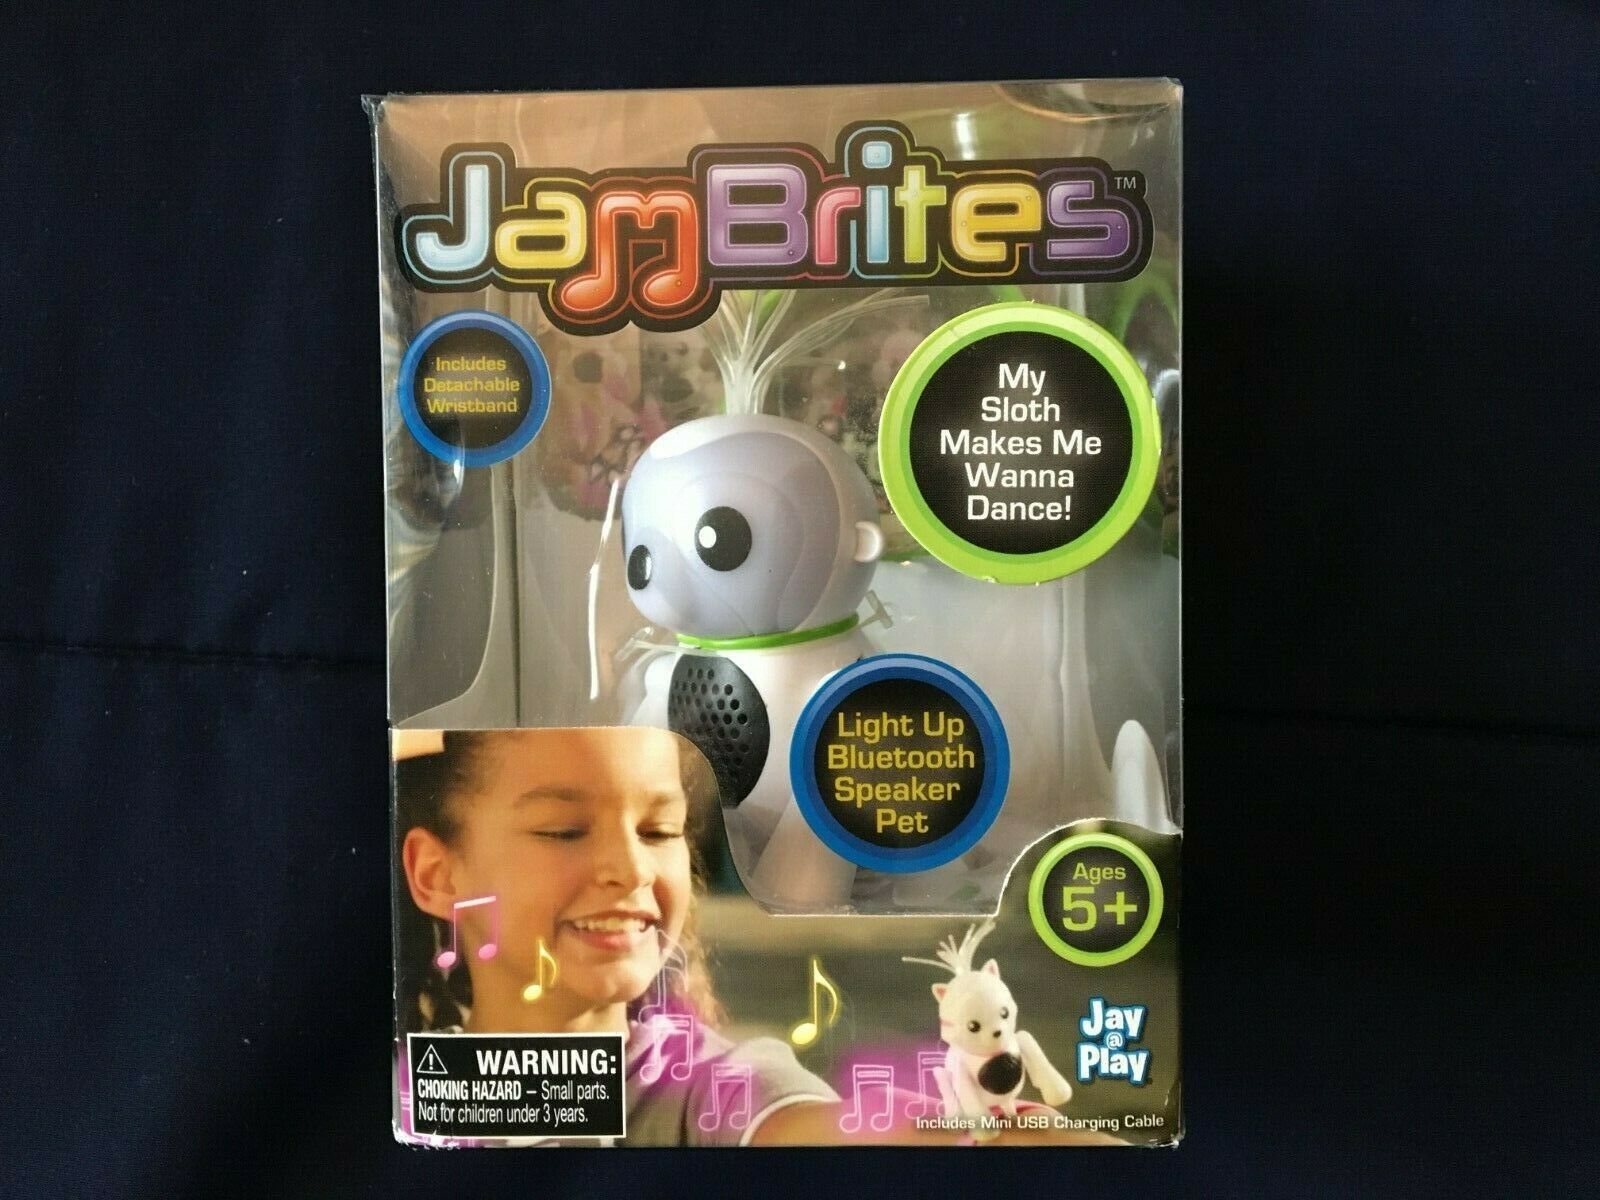 JamBrites™
Includes
Detachable
Wristband
My
Sloth
Makes Me
Wanna
Dance!
Light Up
Bluetooth
Speaker
Pet
Ages
5+
Jay
@
Play
WARNING:
CHOKING HAZARD – Small parts.
Not for children under 3 years.
Includes Mini USB Charging Cable